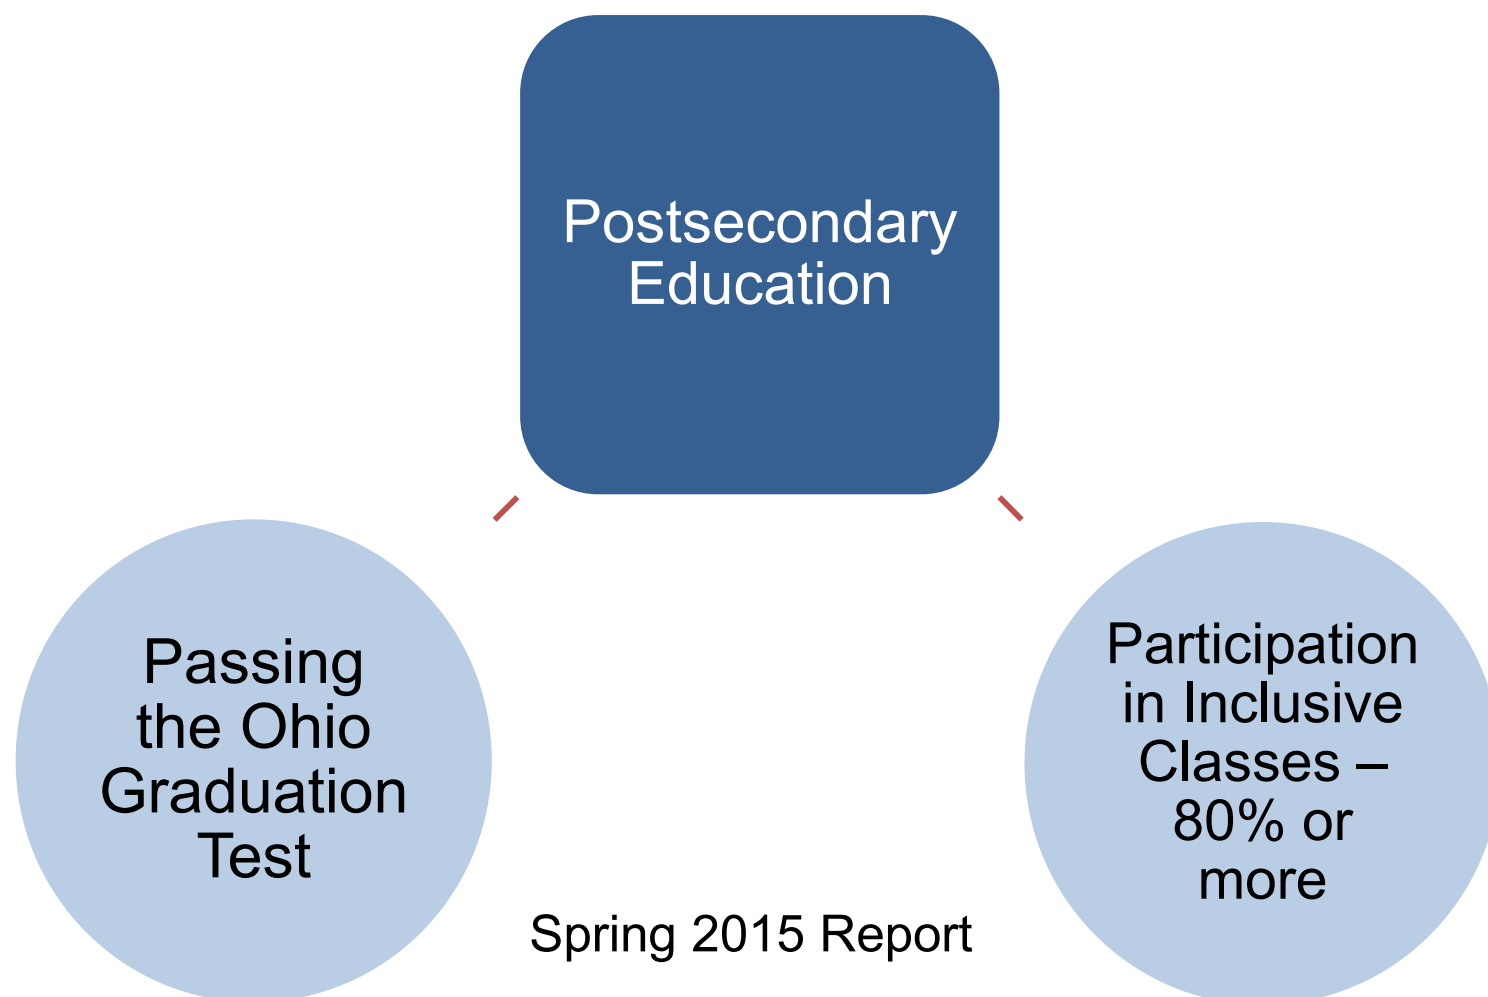 Postsecondary
Education
Passing
the Ohio
Graduation
Test
Participation
in Inclusive
Classes –
80% or
more
Spring 2015 Report